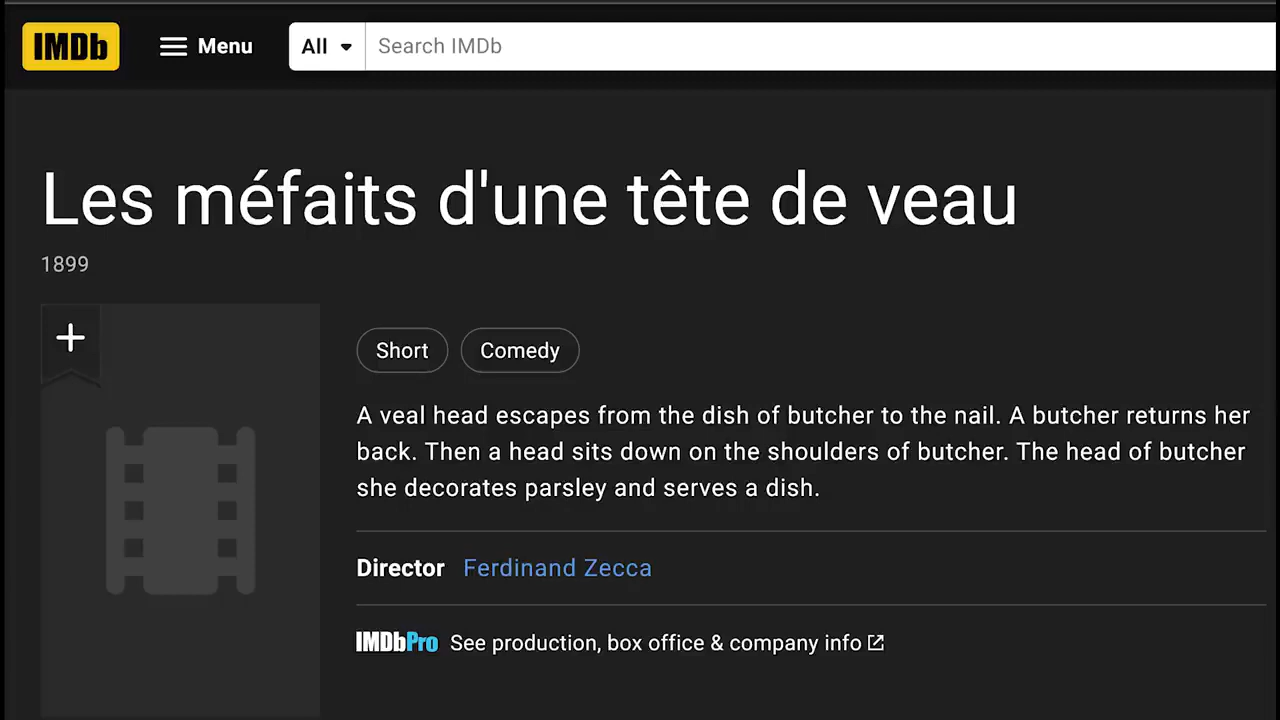 IMDb Menu All Search IMDb
Les méfaits d'une tête de veau
1899
Short Comedy
A veal head escapes from the dish of butcher to the nail. A butcher returns her
back. Then a head sits down on the shoulders of butcher. The head of butcher
she decorates parsley and serves a dish.
Director Ferdinand Zecca
IMDbPro See production, box office & company info